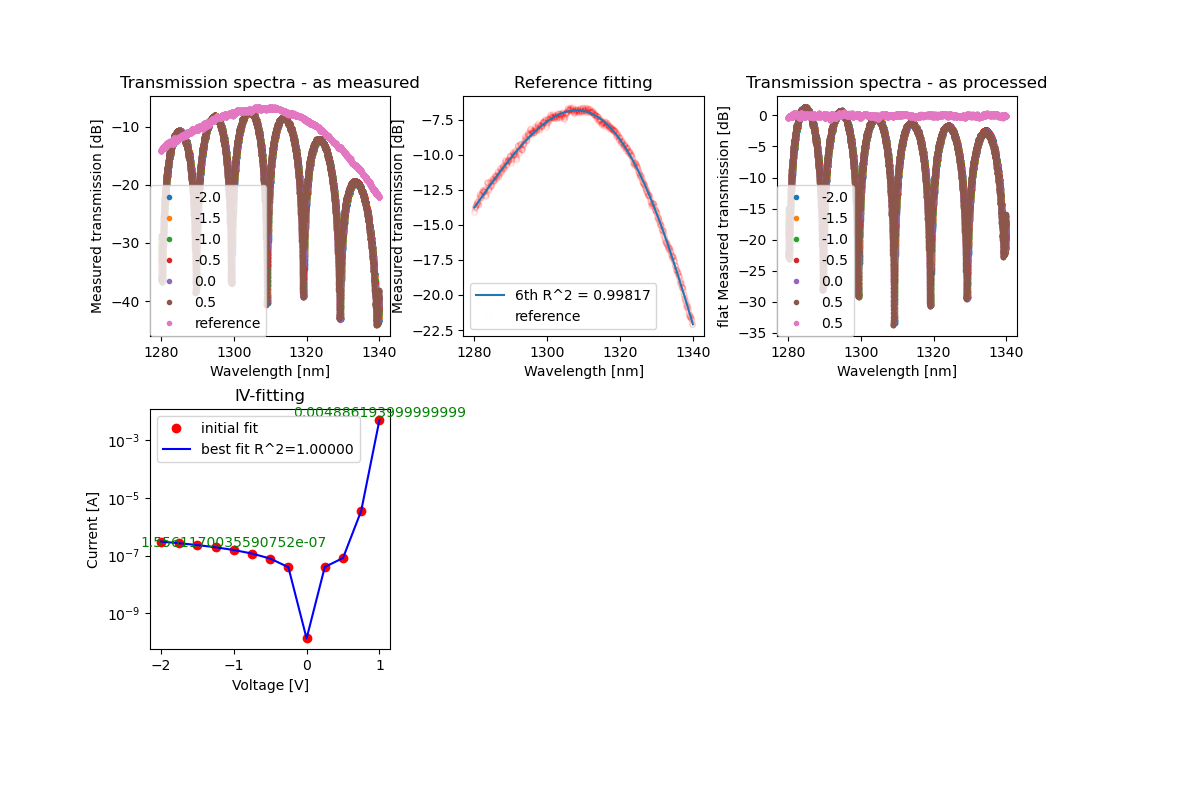 Transmission spectra - as measured
Measured transmission [dB]
−10
−20
−30
−40
-2.0
-1.5
-1.0
-0.5
0.0
0.5
reference
1280
1300
1320
1340
Wavelength [nm]
Reference fitting
Measured transmission [dB]
−7.5
−10.0
−12.5
−15.0
−17.5
−20.0
−22.5
6th R^2 = 0.99817
reference
1280
1300
1320
1340
Wavelength [nm]
Transmission spectra - as processed
flat Measured transmission [dB]
0
−5
−10
−15
−20
−25
−30
−35
-2.0
-1.5
-1.0
-0.5
0.0
0.5
0.5
1280
1300
1320
1340
Wavelength [nm]
IV-fitting
0.004886193999999999
initial fit
best fit R^2=1.00000
Current [A]
10−3
10−5
10−7
10−9
1.5561170035590752e-07
−2
−1
0
1
Voltage [V]